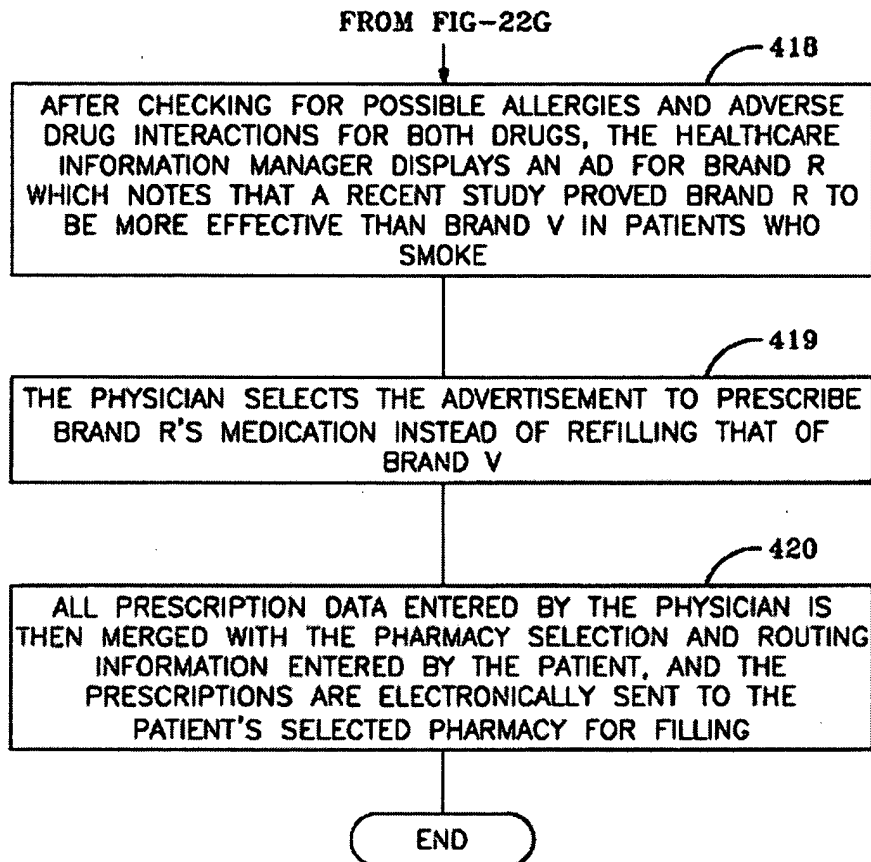 FROM FIG-22G
418
AFTER CHECKING FOR POSSIBLE ALLERGIES AND ADVERSE
DRUG INTERACTIONS FOR BOTH DRUGS, THE HEALTHCARE
INFORMATION MANAGER DISPLAYS AN AD FOR BRAND R
WHICH NOTES THAT A RECENT STUDY PROVED BRAND R TO
BE MORE EFFECTIVE THAN BRAND V IN PATIENTS WHO
SMOKE
419
THE PHYSICIAN SELECTS THE ADVERTISEMENT TO PRESCRIBE
BRAND R'S MEDICATION INSTEAD OF REFILLING THAT OF
BRAND V
420
ALL PRESCRIPTION DATA ENTERED BY THE PHYSICIAN IS
THEN MERGED WITH THE PHARMACY SELECTION AND ROUTING
INFORMATION ENTERED BY THE PATIENT, AND THE
PRESCRIPTIONS ARE ELECTRONICALLY SENT TO THE
PATIENT'S SELECTED PHARMACY FOR FILLING
END